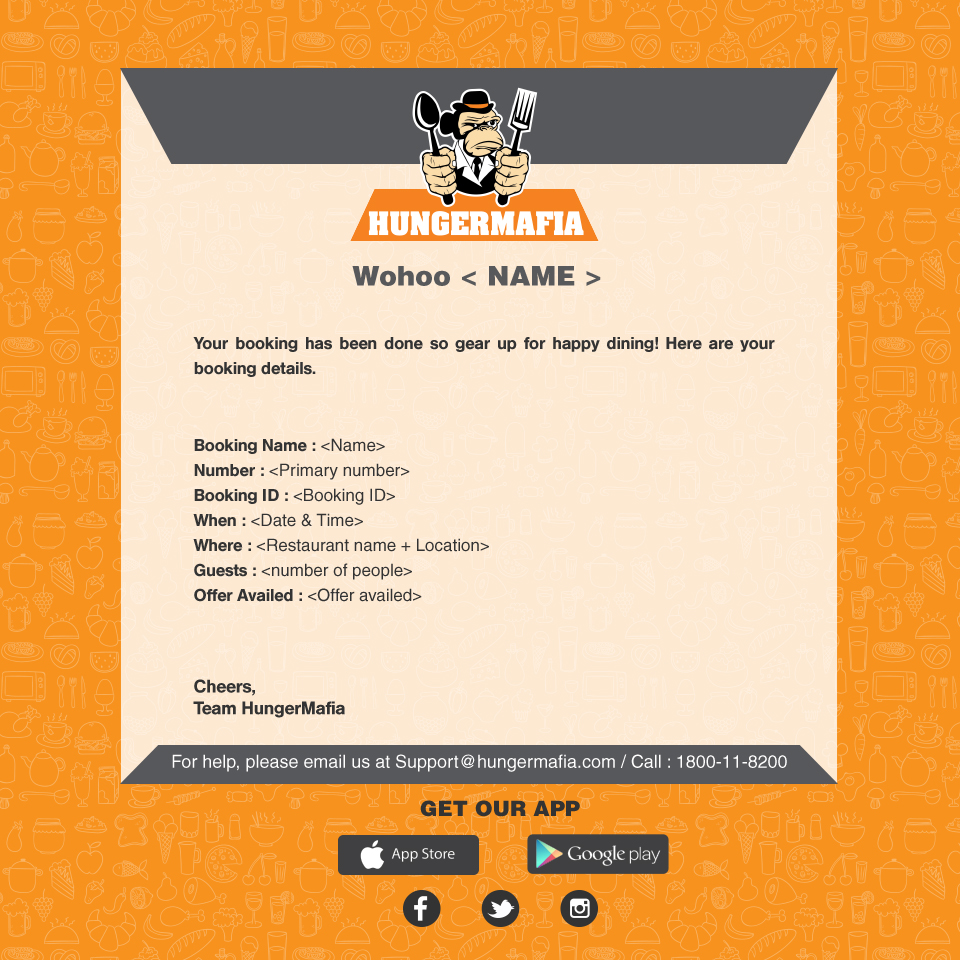 HUNGERMAFIA
Wohoo < NAME >
Your booking has been done so gear up for happy dining! Here are your
booking details.
Booking Name : <Name>
Number : <Primary number>
Booking ID : <Booking ID>
When : <Date & Time>
Where : <Restaurant name + Location>
Guests : <number of people>
Offer Availed : <Offer availed>
Cheers,
Team HungerMafia
For help, please email us at Support@hungermafia.com / Call : 1800-11-8200
GET OUR APP
App Store
Google play